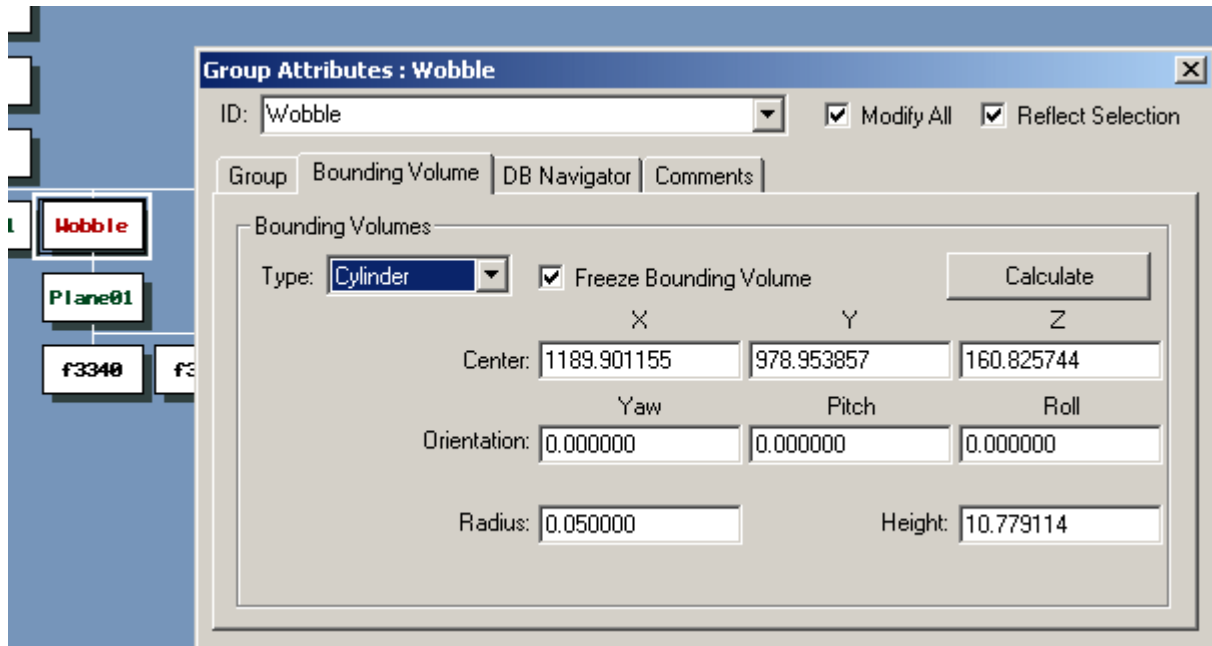 Group Attributes : Wobble
ID: Wobble Modify All Reflect Selection
Group Bounding Volume DB Navigator Comments
Bounding Volumes
Type: Cylinder Freeze Bounding Volume Calculate
X Y Z
Center: 1189.901155 978.953857 160.825744
Yaw Pitch Roll
Orientation: 0.000000 0.000000 0.000000
Radius: 0.050000 Height: 10.779114
Wobble
Plane01
f3340